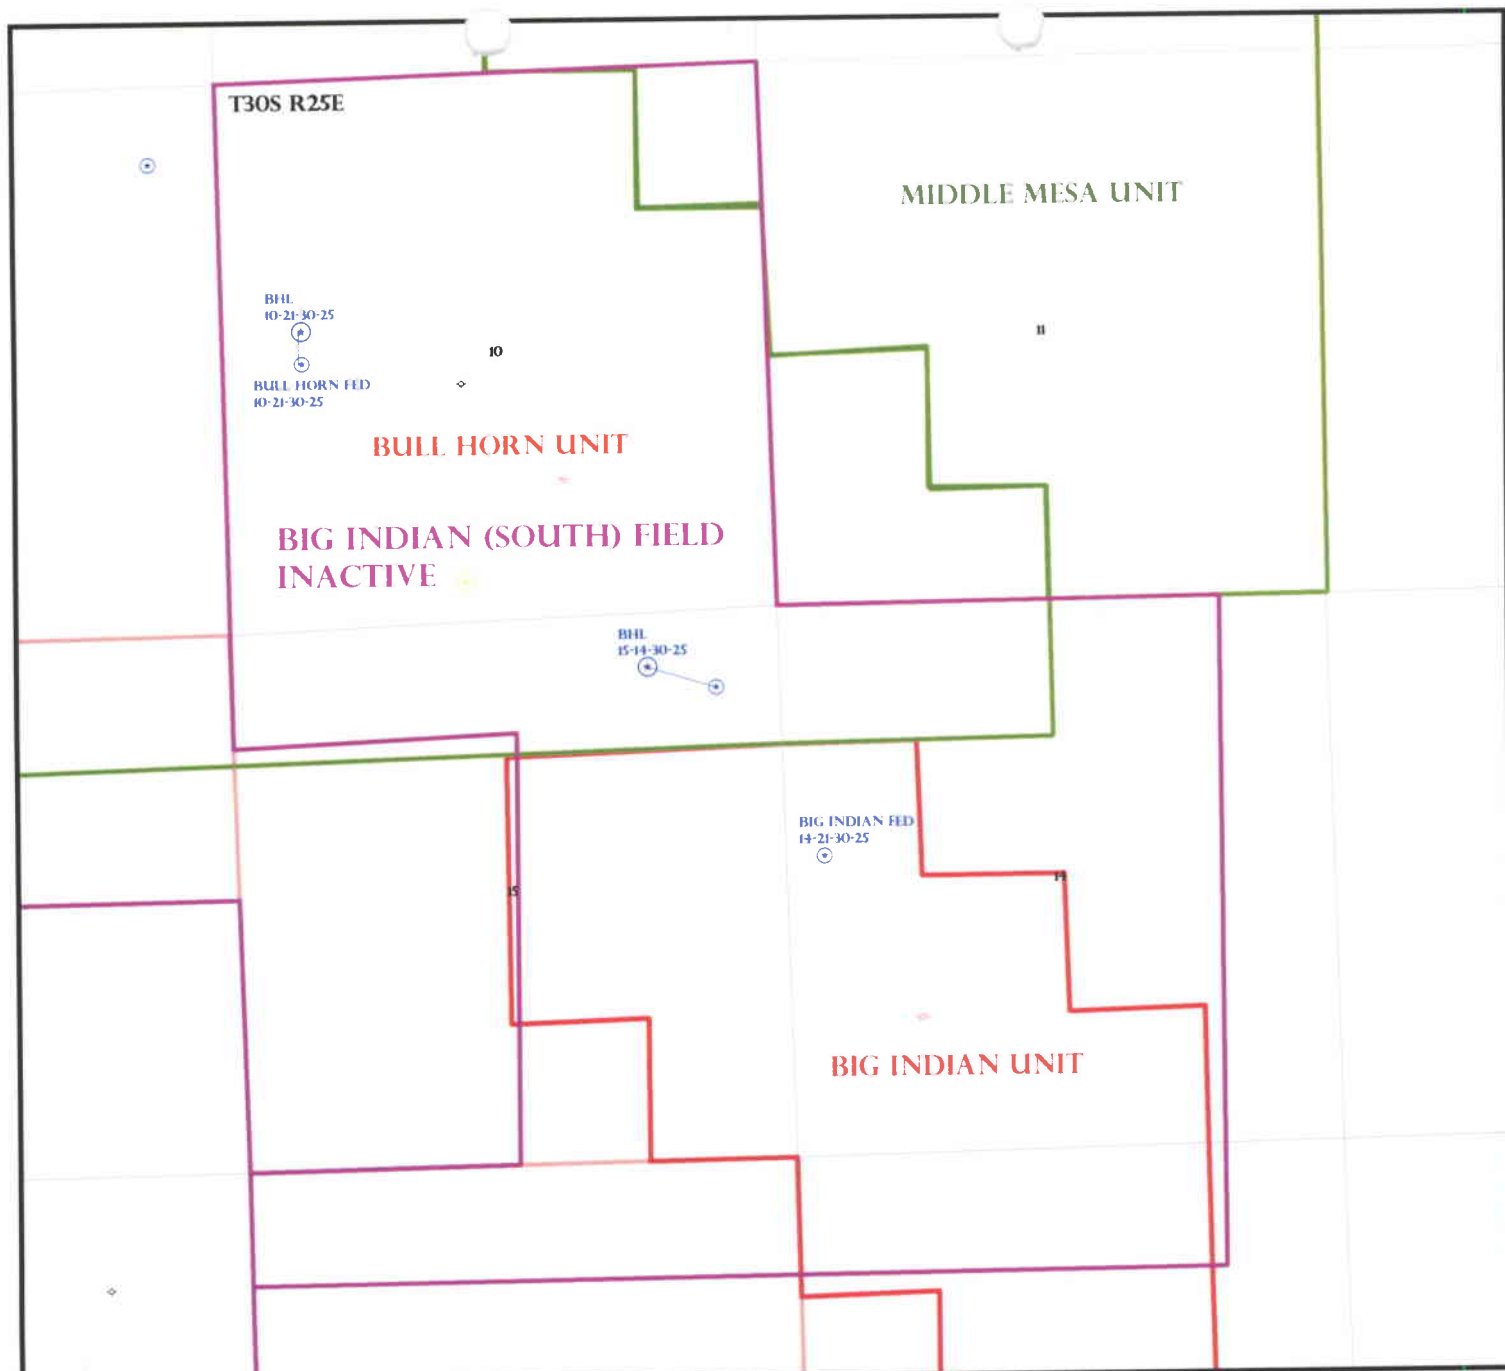 T30S R25E
MIDDLE MESA UNIT
BHL
10-21-30-25
11
10
BULL HORN FED
10-21-30-25
BULL HORN UNIT
BIG INDIAN (SOUTH) FIELD
INACTIVE
BHL
15-14-30-25
BIG INDIAN FED
14-21-30-25
14
15
BIG INDIAN UNIT